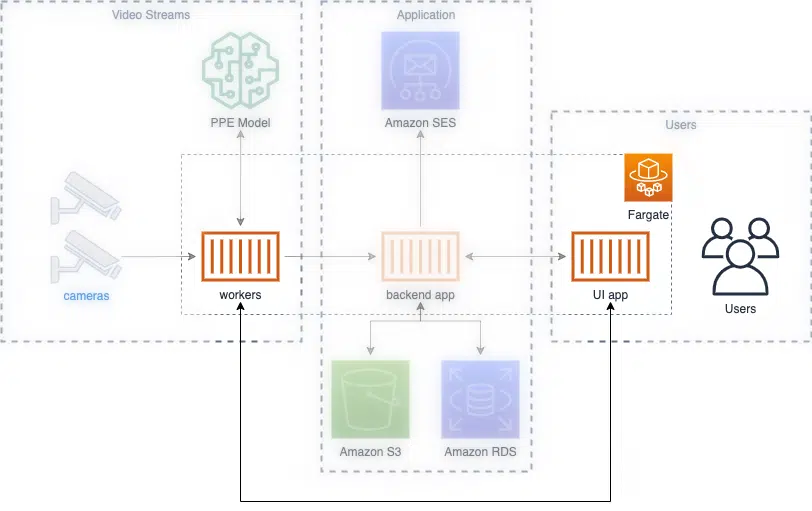 Video Streams
Application
PPE Model
Amazon SES
Users
Fargate
cameras
workers
backend app
UI app
Users
Amazon S3
Amazon RDS